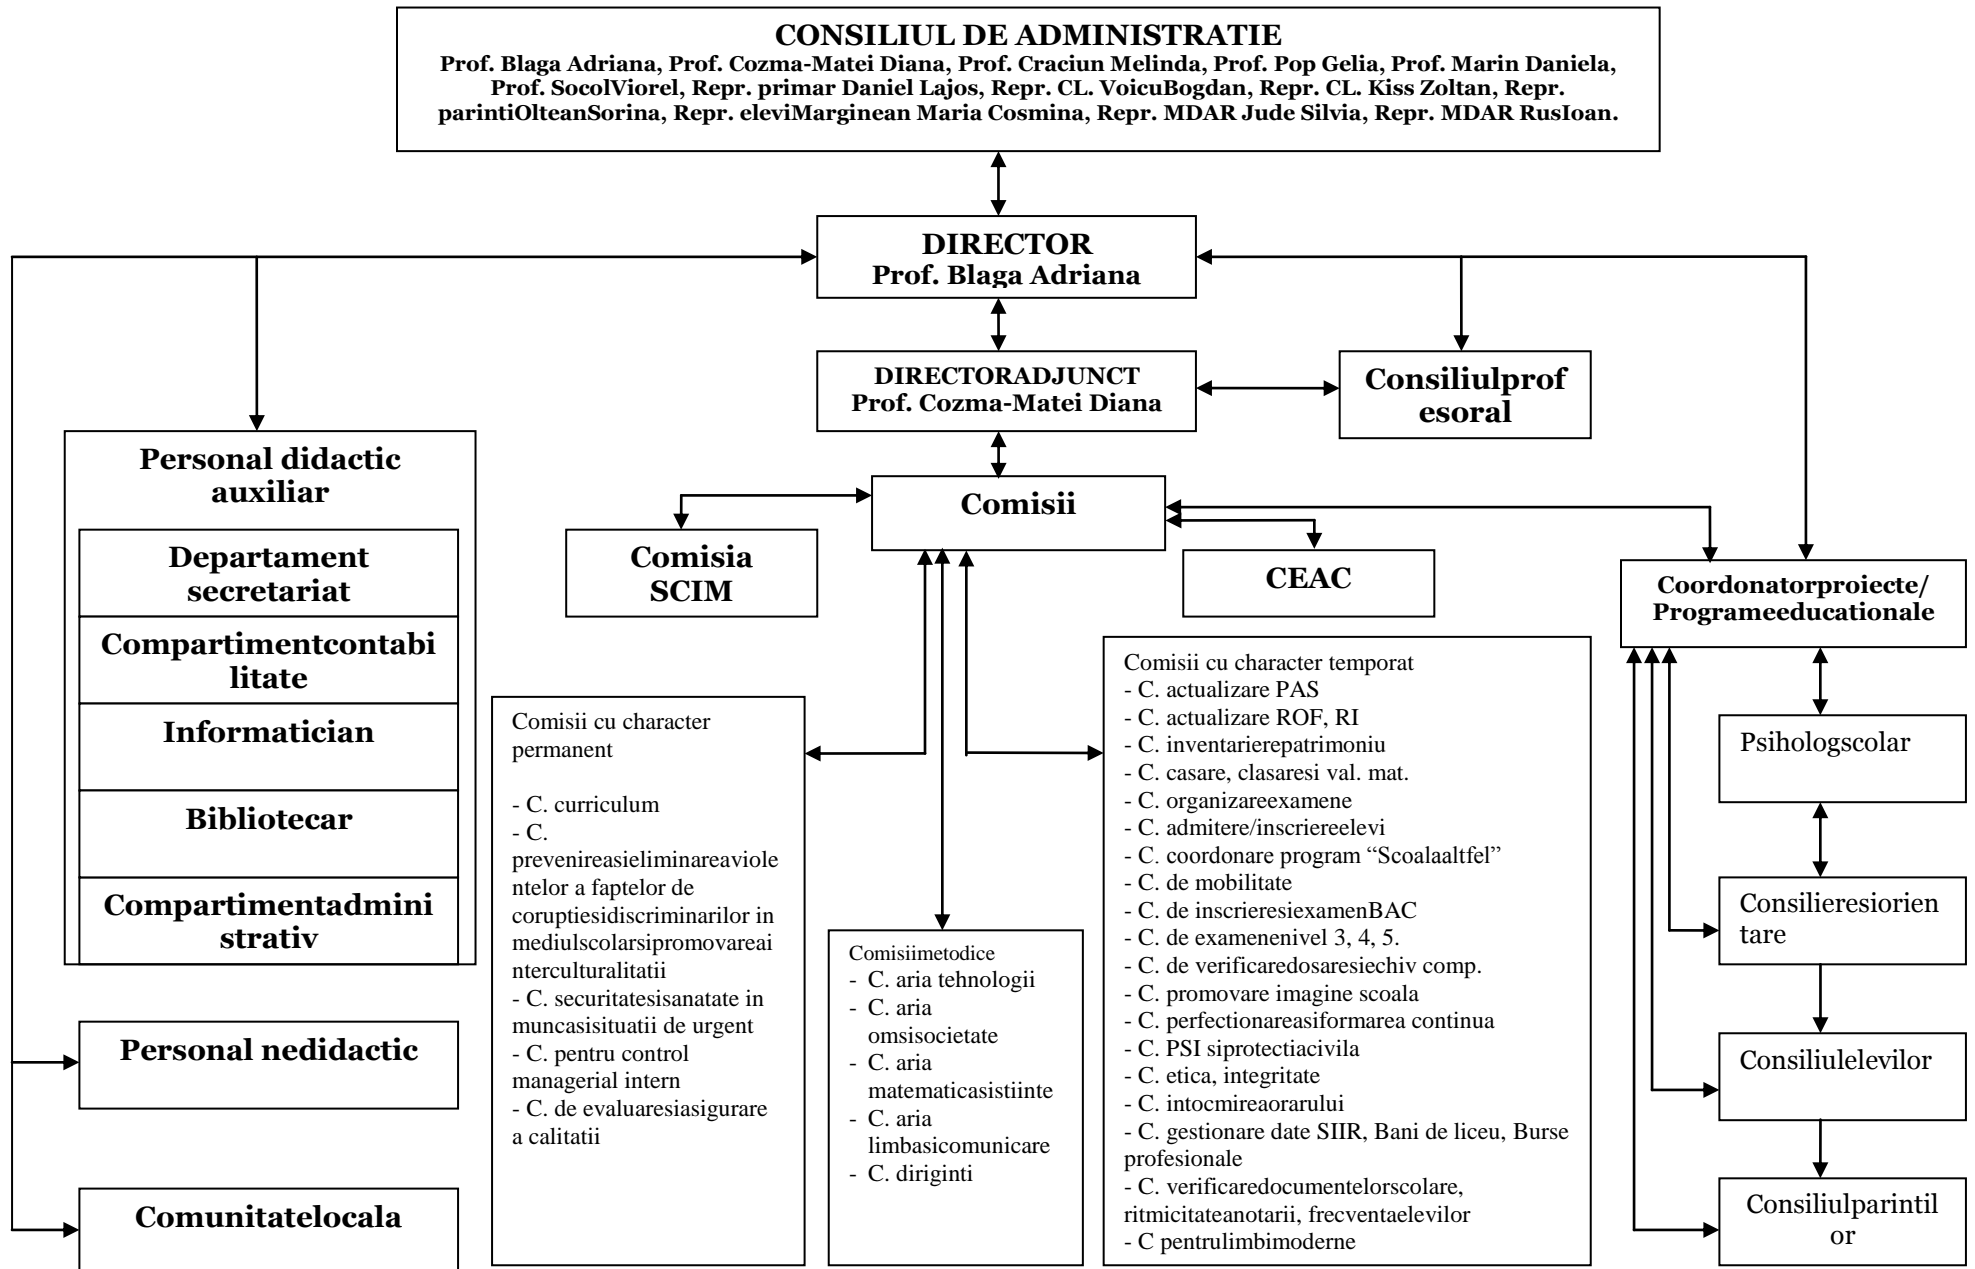 CONSILIUL DE ADMINISTRATIE
Prof. Blaga Adriana, Prof. Cozma-Matei Diana, Prof. Craciun Melinda, Prof. Pop Gelia, Prof. Marin Daniela,
Prof. SocolViorel, Repr. primar Daniel Lajos, Repr. CL. VoicuBogdan, Repr. CL. Kiss Zoltan, Repr.
parintiOlteanSorina, Repr. eleviMarginean Maria Cosmina, Repr. MDAR Jude Silvia, Repr. MDAR RusIoan.
DIRECTOR
Prof. Blaga Adriana
DIRECTORADJUNCT
Prof. Cozma-Matei Diana
Consiliulprof
esoral
Personal didactic
auxiliar
Departament
secretariat
Compartimentcontabi
litate
Informatician
Bibliotecar
Compartimentadmini
strativ
Personal nedidactic
Comunitatelocala
Comisii
Comisia
SCIM
CEAC
Comisii cu character
permanent
- C. curriculum
- C.
prevenireasieliminareaviole
ntelor a faptelor de
coruptiesidiscriminarilor in
mediulscolarsipromovareai
nterculturalitatii
- C. securitatesisanatate in
muncasisituatii de urgent
- C. pentru control
managerial intern
- C. de evaluaresiasigurare
a calitatii
Comisiimetodice
- C. aria tehnologii
- C. aria
omsisocietate
- C. aria
matematicasistiinte
- C. aria
limbasicomunicare
- C. diriginti
Comisii cu character temporat
- C. actualizare PAS
- C. actualizare ROF, RI
- C. inventarierepatrimoniu
- C. casare, clasaresi val. mat.
- C. organizareexamene
- C. admitere/inscriereelevi
- C. coordonare program “Scoalaaltfel”
- C. de mobilitate
- C. de inscrieresiexamenBAC
- C. de examenenivel 3, 4, 5.
- C. de verificaredosaresiechiv comp.
- C. promovare imagine scoala
- C. perfectionareasiformarea continua
- C. PSI siprotectiacivila
- C. etica, integritate
- C. intocmireaorarului
- C. gestionare date SIIR, Bani de liceu, Burse
profesionale
- C. verificaredocumentelorscolare,
ritmicitateanotarii, frecventaelevilor
- C pentrulimbimoderne
Coordonatorproiecte/
Programeeducationale
Psihologscolar
Consilieresiorien
tare
Consiliulelevilor
Consiliulparintil
or